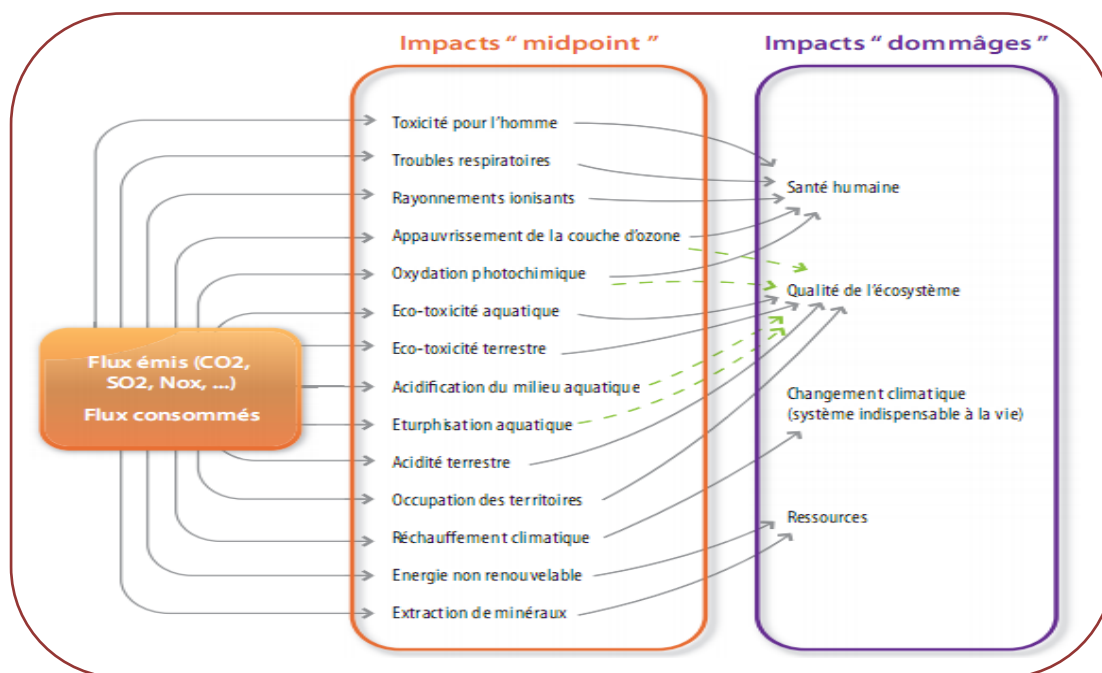 Impacts “ midpoint ”
Impacts “ dommâges ”
Toxicité pour l’homme
Troubles respiratoires
Rayonnements ionisants
Appauvrissement de la couche d’ozone
Oxydation photochimique
Eco-toxicité aquatique
Eco-toxicité terrestre
Acidification du milieu aquatique
Eturphisation aquatique
Acidité terrestre
Occupation des territoires
Réchauffement climatique
Energie non renouvelable
Extraction de minéraux
Flux émis (CO2,
SO2, Nox, ...)
Flux consommés
Santé humaine
Qualité de l’écosystème
Changement climatique
(système indispensable à la vie)
Ressources